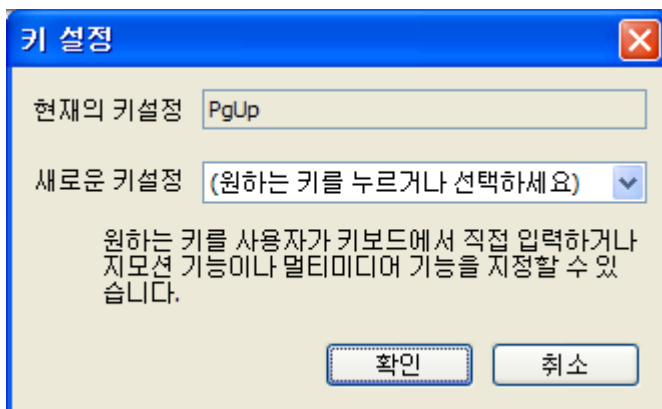 키 설정
현재의 키설정 PgUp
새로운 키설정 (원하는 키를 누르거나 선택하세요)
원하는 키를 사용자가 키보드에서 직접 입력하거나
지모션 기능이나 멀티미디어 기능을 지정할 수 있
습니다.
확인 취소